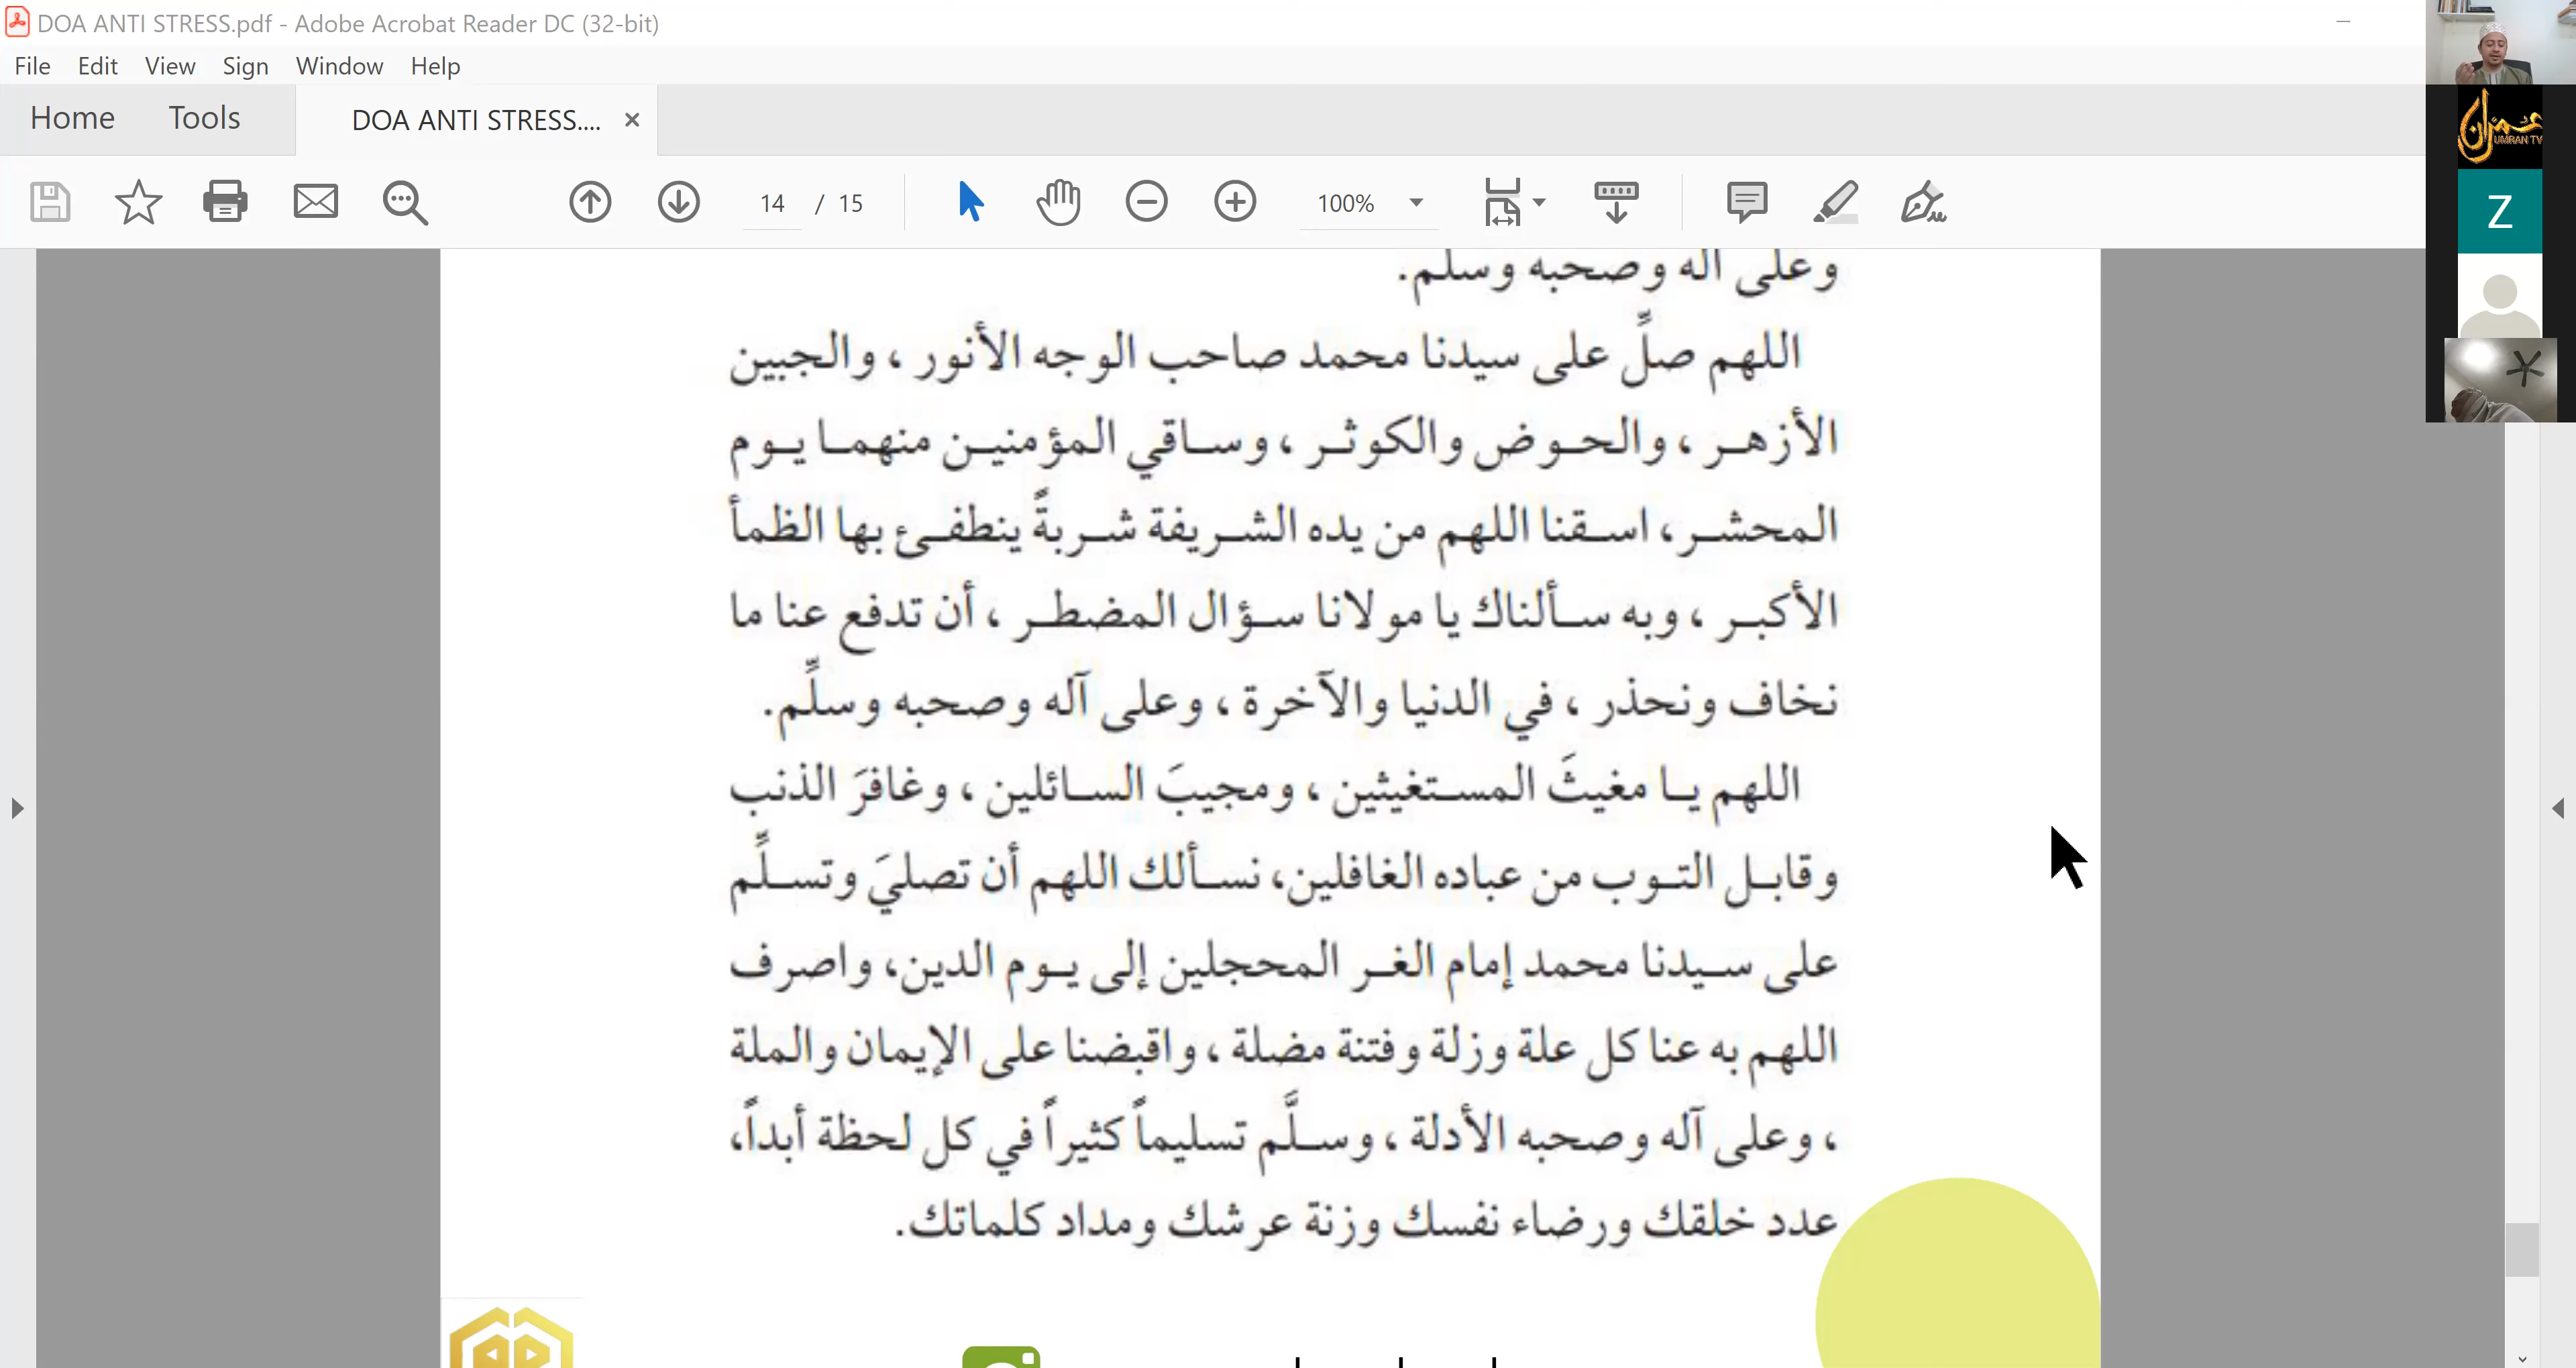 DOA ANTI STRESS.pdf - Adobe Acrobat Reader DC (32-bit)
File Edit View Sign Window Help
Home Tools DOA ANTI STRESS....
14 / 15 100%
عمران
UMRAN TV
Z
وعلى آله وصحبه وسلم.
اللهم صلِّ على سيدنا محمد صاحب الوجه الأنور ، والجبين
الأزهر ، والحوض والكوثر ، وساقي المؤمنين منهما يوم
المحشر ، اسقنا اللهم من يده الشريفة شربةً ينطفئ بها الظمأ
الأكبر ، وبه سألناك يا مولانا سؤال المضطر ، أن تدفع عنا ما
نخاف ونحذر ، في الدنيا والآخرة ، وعلى آله وصحبه وسلِّم.
اللهم يا مغيثَ المستغيثين ، ومجيبَ السائلين ، وغافرَ الذنب
وقابل التوب من عباده الغافلين، نسألك اللهم أن تصليَ وتسلِّم
على سيدنا محمد إمام الغر المحجلين إلى يوم الدين، واصرف
اللهم به عنا كل علة وزلة وفتنة مضلة ، واقبضنا على الإيمان والملة
، وعلى آله وصحبه الأدلة ، وسلَّم تسليماً كثيراً في كل لحظة أبداً،
عدد خلقك ورضاء نفسك وزنة عرشك ومداد كلماتك.